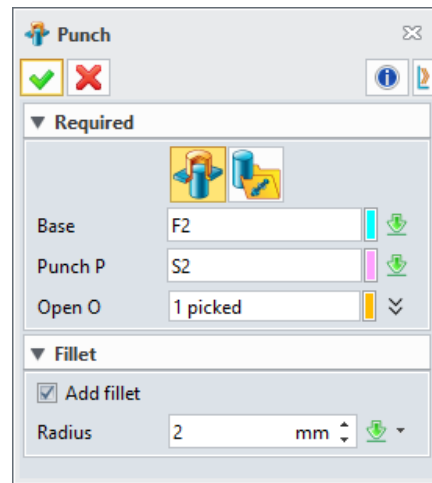 Punch
Required
Base F2
Punch P S2
Open O 1 picked
Fillet
Add fillet
Radius 2 mm